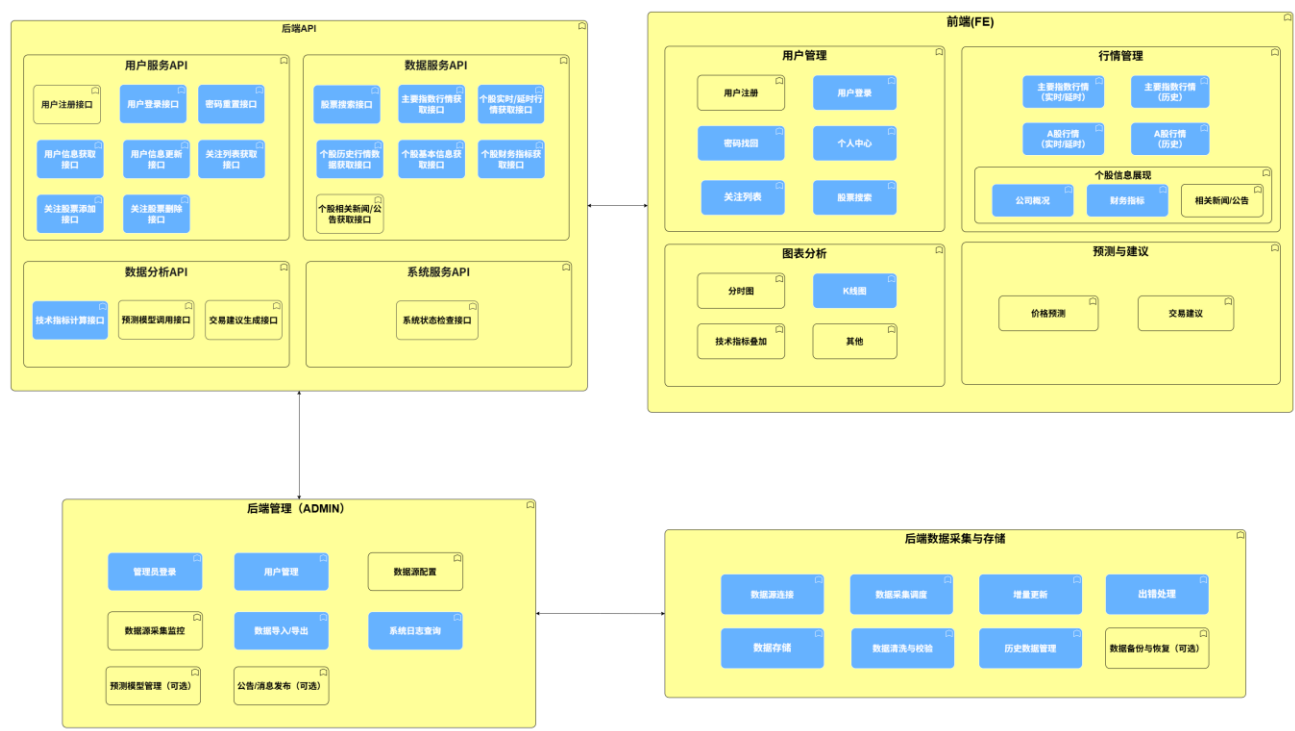 后端API
用户服务API
用户注册接口
用户登录接口
密码重置接口
用户信息获取
接口
用户信息更新
接口
关注列表获取
接口
关注股票添加
接口
关注股票删除
接口
数据服务API
股票搜索接口
主要指数行情获
取接口
个股实时/延时行
情获取接口
个股历史行情数
据获取接口
个股基本信息获
取接口
个股财务指标获
取接口
个股相关新闻/公
告获取接口
数据分析API
技术指标计算接口
预测模型调用接口
交易建议生成接口
系统服务API
系统状态检查接口
前端(FE)
用户管理
用户注册
用户登录
密码找回
个人中心
关注列表
股票搜索
行情管理
主要指数行情
（实时/延时）
主要指数行情
（历史）
A股行情
（实时/延时）
A股行情
（历史）
个股信息展现
公司概况
财务指标
相关新闻/公告
图表分析
分时图
K线图
技术指标叠加
其他
预测与建议
价格预测
交易建议
后端管理（ADMIN）
管理员登录
用户管理
数据源配置
数据源采集监控
数据导入/导出
系统日志查询
预测模型管理（可选）
公告/消息发布（可选）
后端数据采集与存储
数据源连接
数据采集调度
增量更新
出错处理
数据存储
数据清洗与校验
历史数据管理
数据备份与恢复（可选）